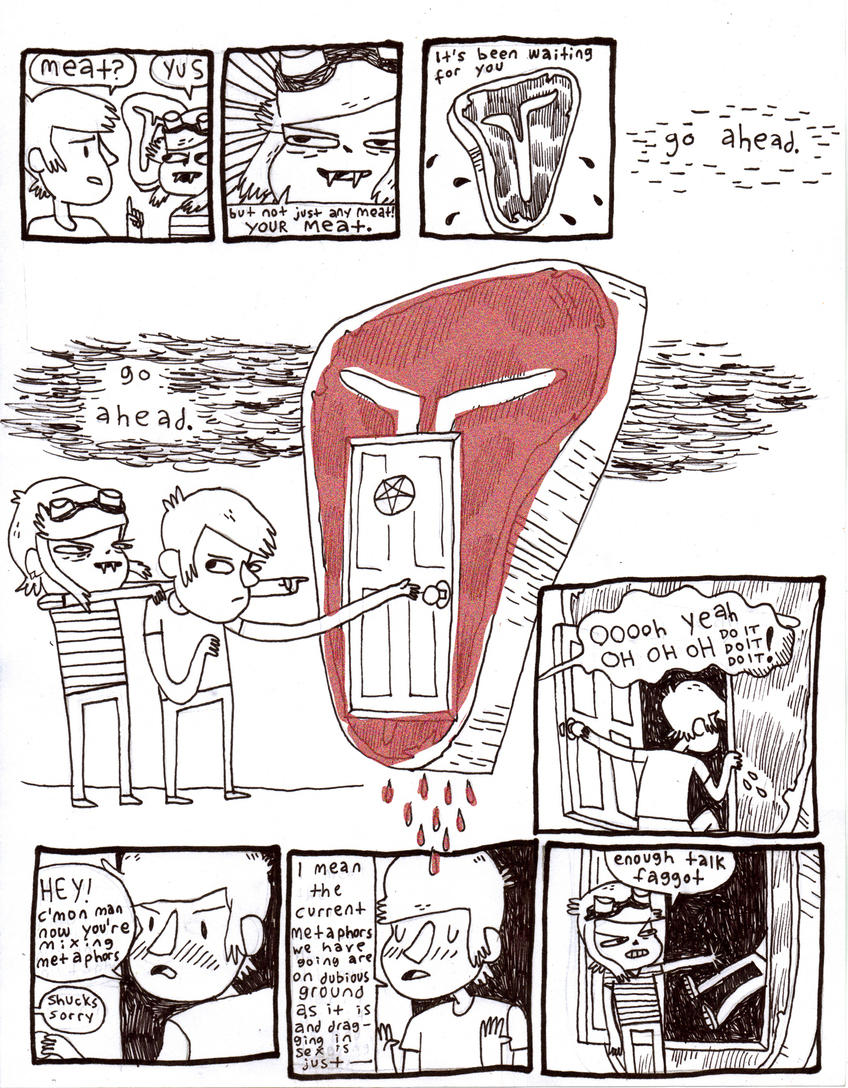 meat?
YUS
but not just any meat!
YOUR meat.
It's been waiting
for you
go ahead.
go
ahead.
OOOoh Yeah
OH OH OH DO IT
DOIT
DOIT!
HEY!
c'mon man
now you're
mixing
metaphors
Shucks
sorry
I mean
the
current
metaphors
we have
going are
on dubious
ground
as it is
and drag-
ging in
sex is
just
enough talk
faggot